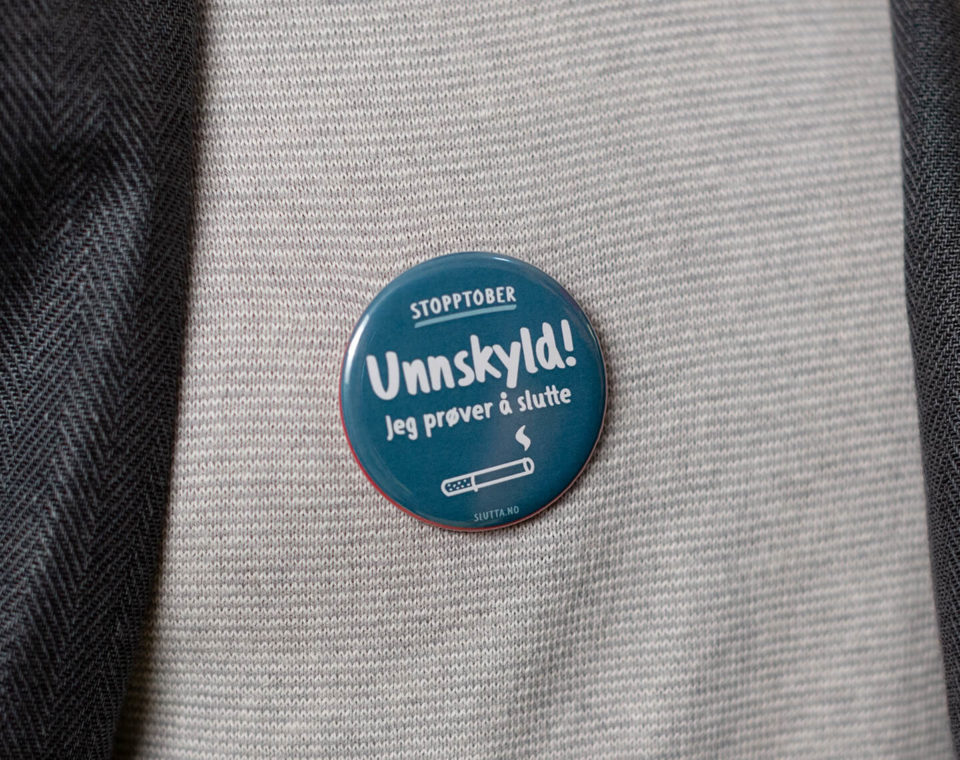 STOPPTOBER
Unnskyld!
Jeg prøver å slutte
SLUTTA.NO